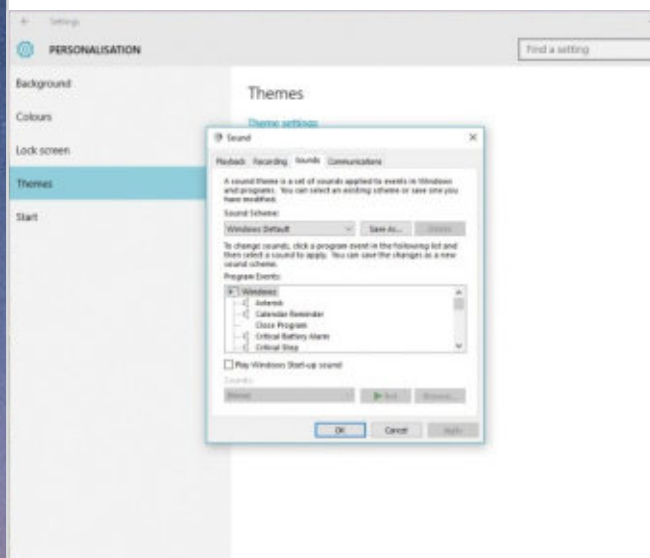 Settings
PERSONALISATION
Find a setting
Background
Colours
Lock screen
Themes
Start
Themes
Theme settings
Sound
Playback Recording Sounds Communications
A sound theme is a set of sounds applied to events in Windows
and programs. You can select an existing scheme or save one you
have modified.
Sound Scheme:
Windows Default
Save As...
Delete
To change sounds, click a program event in the following list and
then select a sound to apply. You can save the changes as a new
sound scheme.
Program Events:
Windows
Asterisk
Calendar Reminder
Close Program
Critical Battery Alarm
Critical Stop
Play Windows Start-up sound
Sounds:
(None)
Test
Browse...
OK
Cancel
Apply